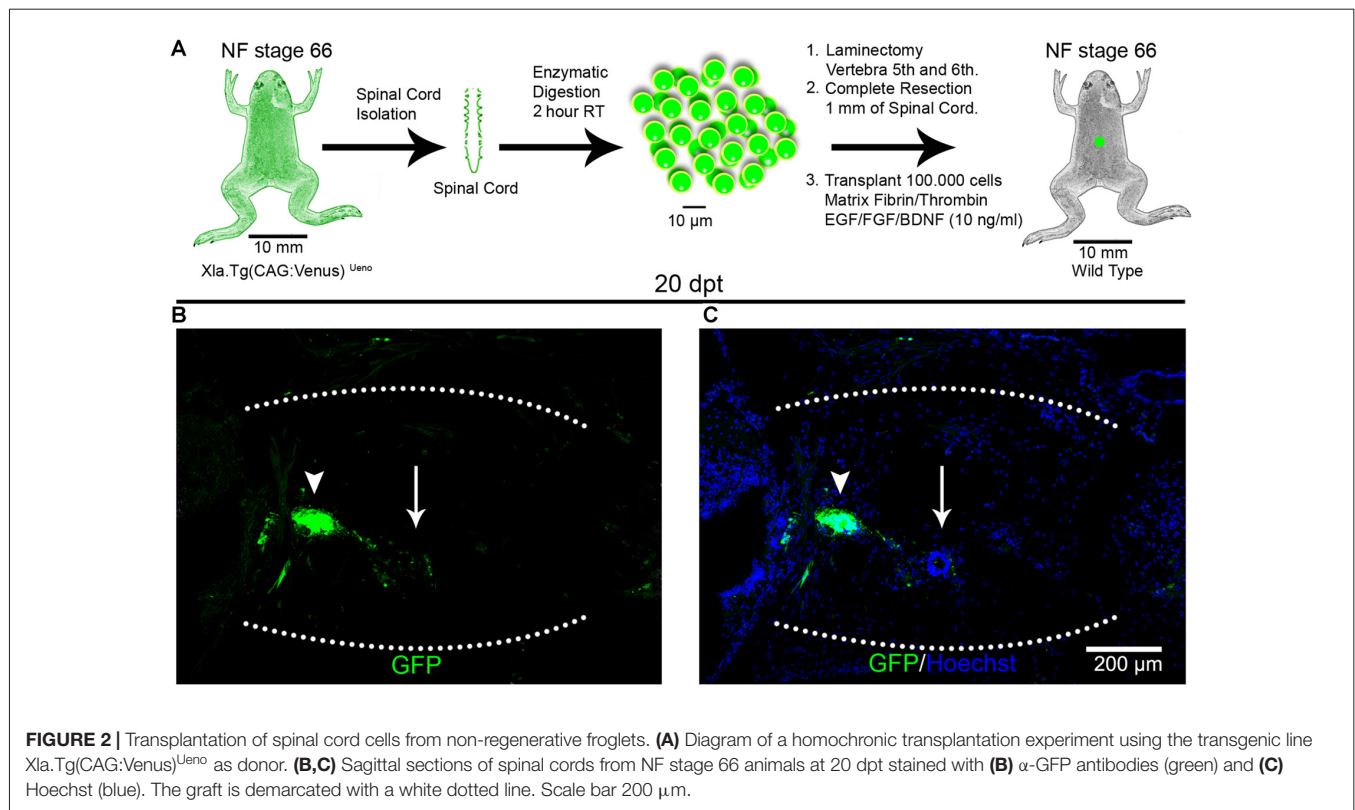 A
NF stage 66
10 mm
Xla.Tg(CAG:Venus) Ueno
Spinal Cord
Isolation
Spinal Cord
Enzymatic
Digestion
2 hour RT
10 µm
1. Laminectomy
Vertebra 5th and 6th.
2. Complete Resection
1 mm of Spinal Cord.
3. Transplant 100.000 cells
Matrix Fibrin/Thrombin
EGF/FGF/BDNF (10 ng/ml)
NF stage 66
10 mm
Wild Type
20 dpt
B
GFP
C
GFP/Hoechst
200 µm
FIGURE 2 | Transplantation of spinal cord cells from non-regenerative froglets. (A) Diagram of a homochronic transplantation experiment using the transgenic line
Xla.Tg(CAG:Venus)Ueno as donor. (B,C) Sagittal sections of spinal cords from NF stage 66 animals at 20 dpt stained with (B) α-GFP antibodies (green) and (C)
Hoechst (blue). The graft is demarcated with a white dotted line. Scale bar 200 µm.